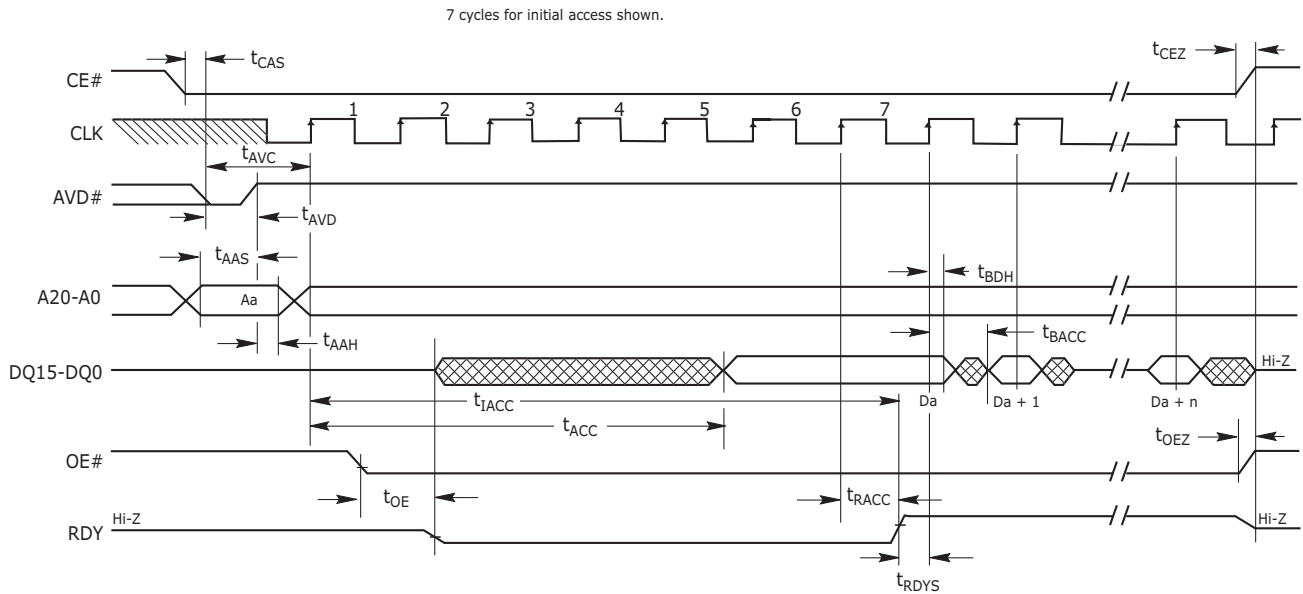 7 cycles for initial access shown.
tCAS
tCEZ
CE#
1 2 3 4 5 6 7
CLK
tAVC
AVD#
tAVD
tAAS
tBDH
A20-A0
Aa
tBACC
tAAH
DQ15-DQ0
Hi-Z
tIACC
Da
Da + 1
Da + n
tACC
tOEZ
OE#
tOE
tRACC
Hi-Z
RDY
Hi-Z
tRDYS